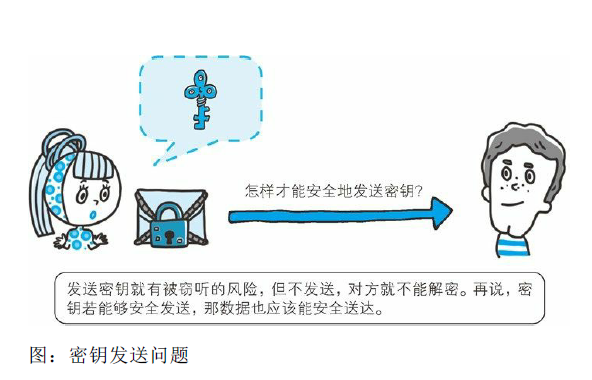 怎样才能安全地发送密钥？
发送密钥就有被窃听的风险，但不发送，对方就不能解密。再说，密
钥若能够安全发送，那数据也应该能安全送达。
图：密钥发送问题